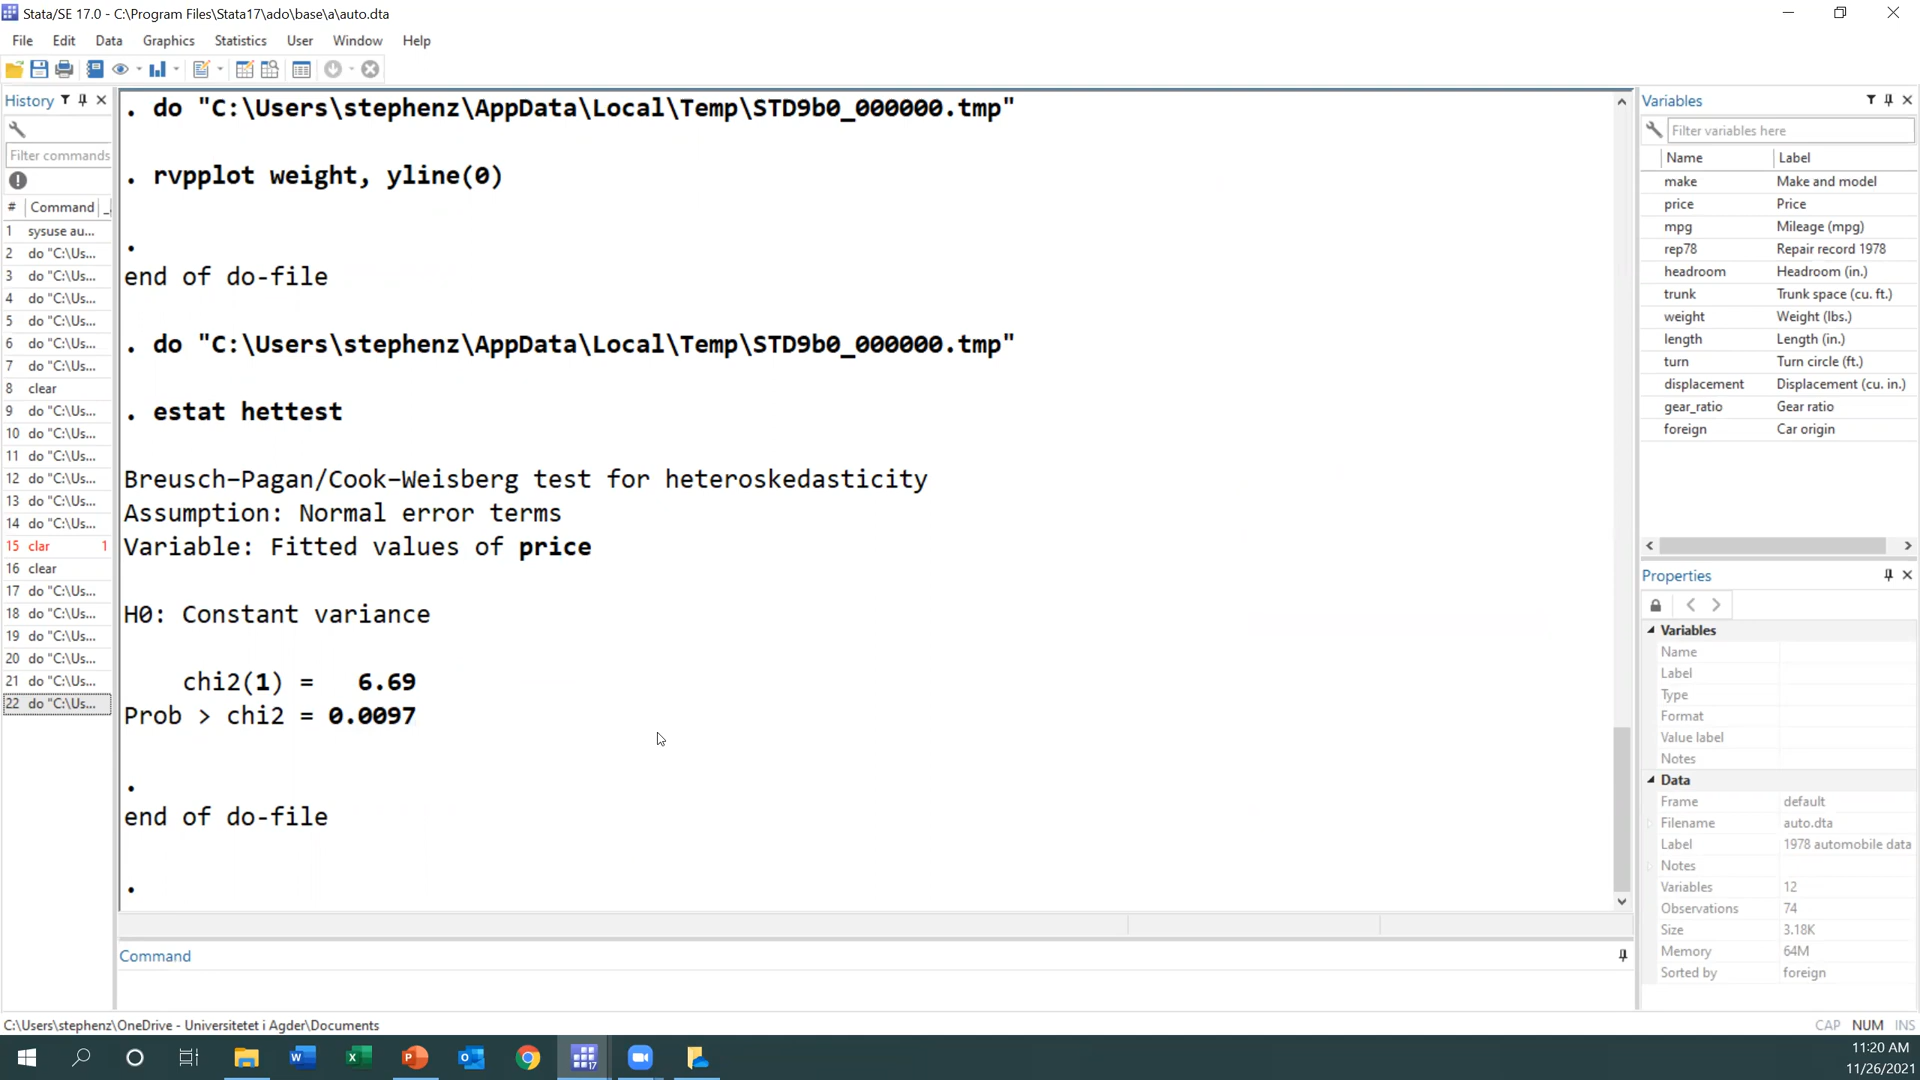 Stata/SE 17.0 - C:\Program Files\Stata17\ado\base\a\auto.dta
File Edit Data Graphics Statistics User Window Help
History
Filter commands
# Command _
1 sysuse au...
2 do "C:\Us...
3 do "C:\Us...
4 do "C:\Us...
5 do "C:\Us...
6 do "C:\Us...
7 do "C:\Us...
8 clear
9 do "C:\Us...
10 do "C:\Us...
11 do "C:\Us...
12 do "C:\Us...
13 do "C:\Us...
14 do "C:\Us...
15 clar 1
16 clear
17 do "C:\Us...
18 do "C:\Us...
19 do "C:\Us...
20 do "C:\Us...
21 do "C:\Us...
22 do "C:\Us...
. do "C:\Users\stephenz\AppData\Local\Temp\STD9b0_000000.tmp"
. rvpplot weight, yline(0)
.
end of do-file
. do "C:\Users\stephenz\AppData\Local\Temp\STD9b0_000000.tmp"
. estat hettest
Breusch–Pagan/Cook–Weisberg test for heteroskedasticity
Assumption: Normal error terms
Variable: Fitted values of price
H0: Constant variance
chi2(1) = 6.69
Prob > chi2 = 0.0097
.
end of do-file
.
Command
Variables
Filter variables here
Name Label
make Make and model
price Price
mpg Mileage (mpg)
rep78 Repair record 1978
headroom Headroom (in.)
trunk Trunk space (cu. ft.)
weight Weight (lbs.)
length Length (in.)
turn Turn circle (ft.)
displacement Displacement (cu. in.)
gear_ratio Gear ratio
foreign Car origin
Properties
Variables
Name
Label
Type
Format
Value label
Notes
Data
Frame default
Filename auto.dta
Label 1978 automobile data
Notes
Variables 12
Observations 74
Size 3.18K
Memory 64M
Sorted by foreign
C:\Users\stephenz\OneDrive - Universitetet i Agder\Documents
CAP NUM INS
17
11:20 AM
11/26/2021